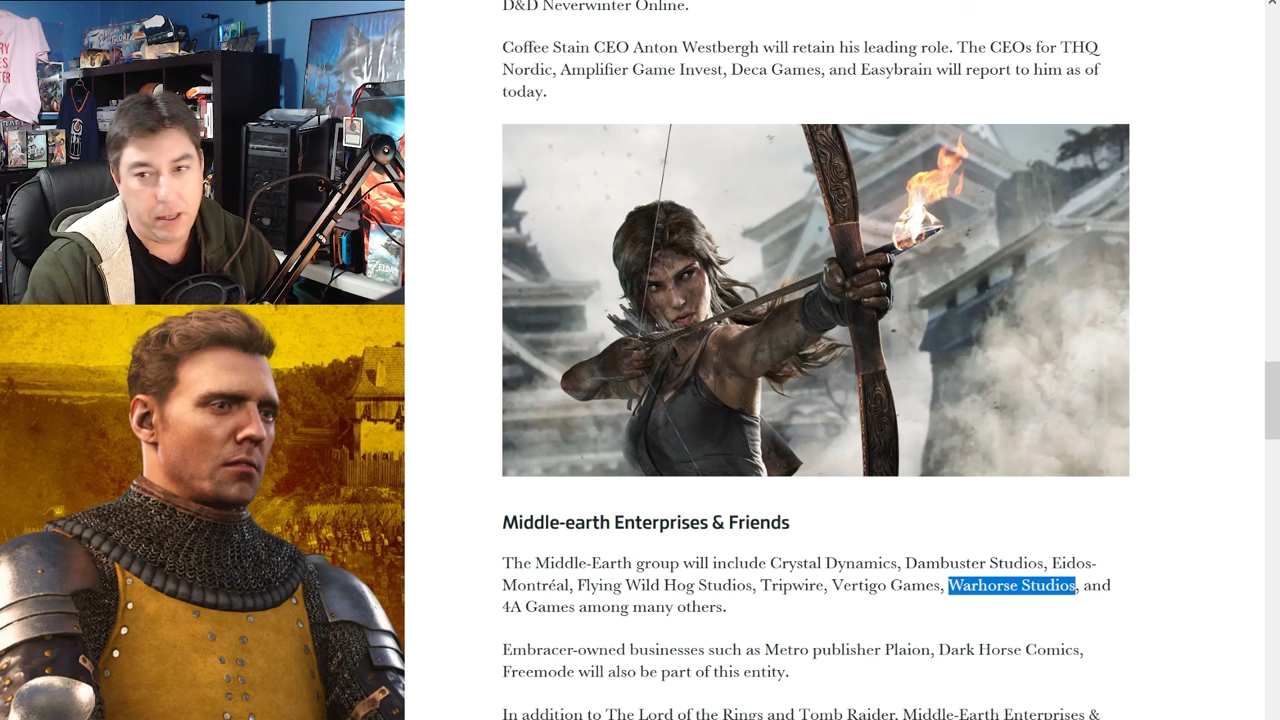 D&D Neverwinter Online.
Coffee Stain CEO Anton Westbergh will retain his leading role. The CEOs for THQ
Nordic, Amplifier Game Invest, Deca Games, and Easybrain will report to him as of
today.
Middle-earth Enterprises & Friends
The Middle-Earth group will include Crystal Dynamics, Dambuster Studios, Eidos-
Montréal, Flying Wild Hog Studios, Tripwire, Vertigo Games, Warhorse Studios, and
4A Games among many others.
Embracer-owned businesses such as Metro publisher Plaion, Dark Horse Comics,
Freemode will also be part of this entity.
In addition to The Lord of the Rings and Tomb Raider, Middle-Earth Enterprises &